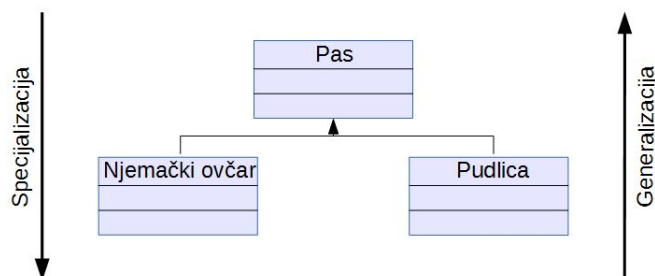 Specijalizacija
Pas
Generalizacija
Njemački ovčar
Pudlica